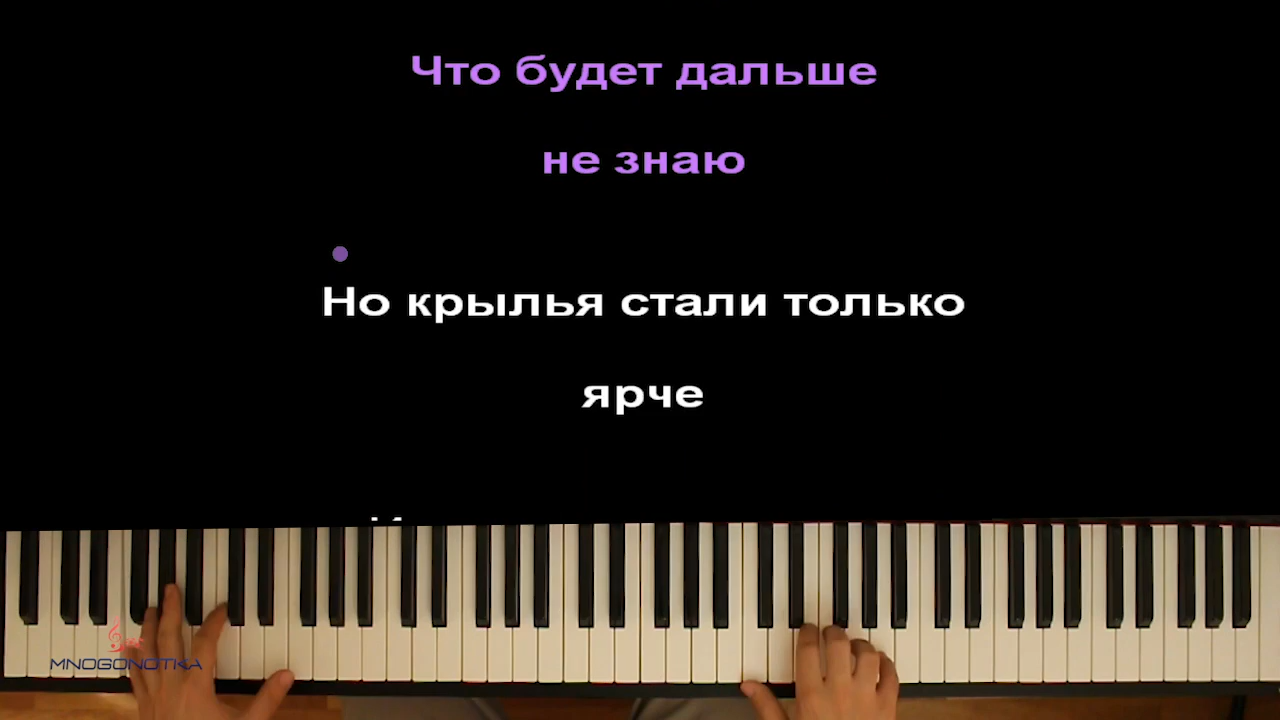 Что будет дальше
не знаю
Но крылья стали только
ярче
MNOGONOTKA